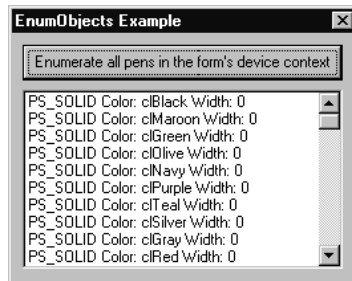 EnumObjects Example
Enumerate all pens in the form's device context
PS_SOLID Color: clBlack Width: 0
PS_SOLID Color: clMaroon Width: 0
PS_SOLID Color: clGreen Width: 0
PS_SOLID Color: clOlive Width: 0
PS_SOLID Color: clNavy Width: 0
PS_SOLID Color: clPurple Width: 0
PS_SOLID Color: clTeal Width: 0
PS_SOLID Color: clSilver Width: 0
PS_SOLID Color: clGray Width: 0
PS_SOLID Color: clRed Width: 0